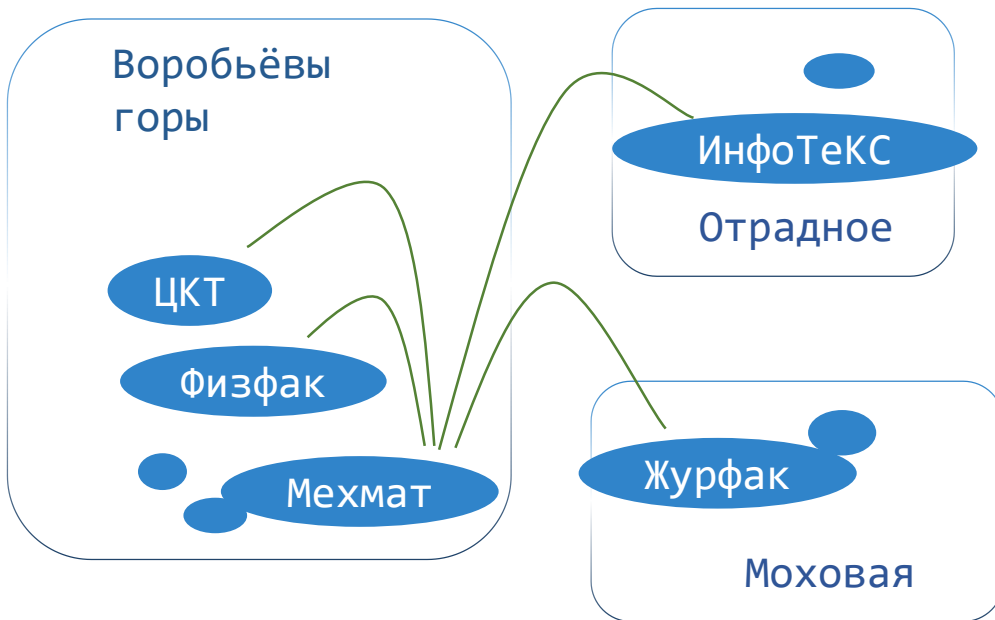 Воробьёвы
горы
ЦКТ
Физфак
Мехмат
ИнфоТеКС
Отрадное
Журфак
Моховая